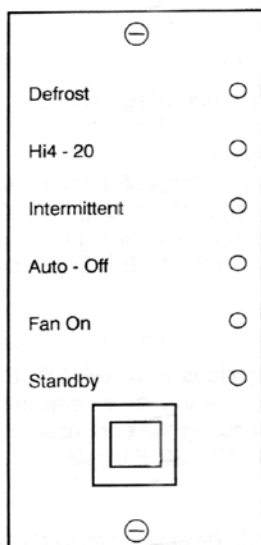 Defrost
Hi4 - 20
Intermittent
Auto - Off
Fan On
Standby